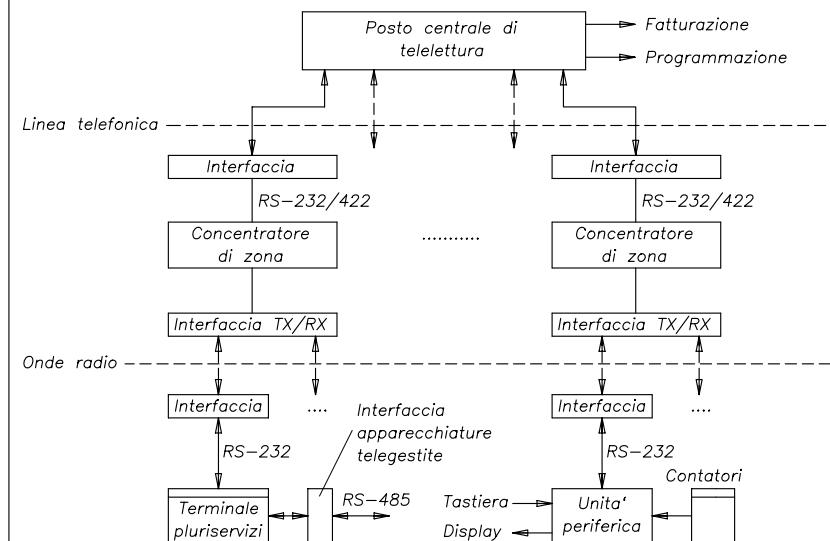 Posto centrale di
telelettura
Fatturazione
Programmazione
Linea telefonica
Interfaccia
Interfaccia
RS-232/422
RS-232/422
Concentratore
di zona
...........
Concentratore
di zona
Interfaccia TX/RX
Interfaccia TX/RX
Onde radio
Interfaccia
....
Interfaccia
apparecchiature
telegestite
Interfaccia
....
RS-232
RS-232
Terminale
pluriservizi
RS-485
Tastiera
Display
Unita'
periferica
Contatori